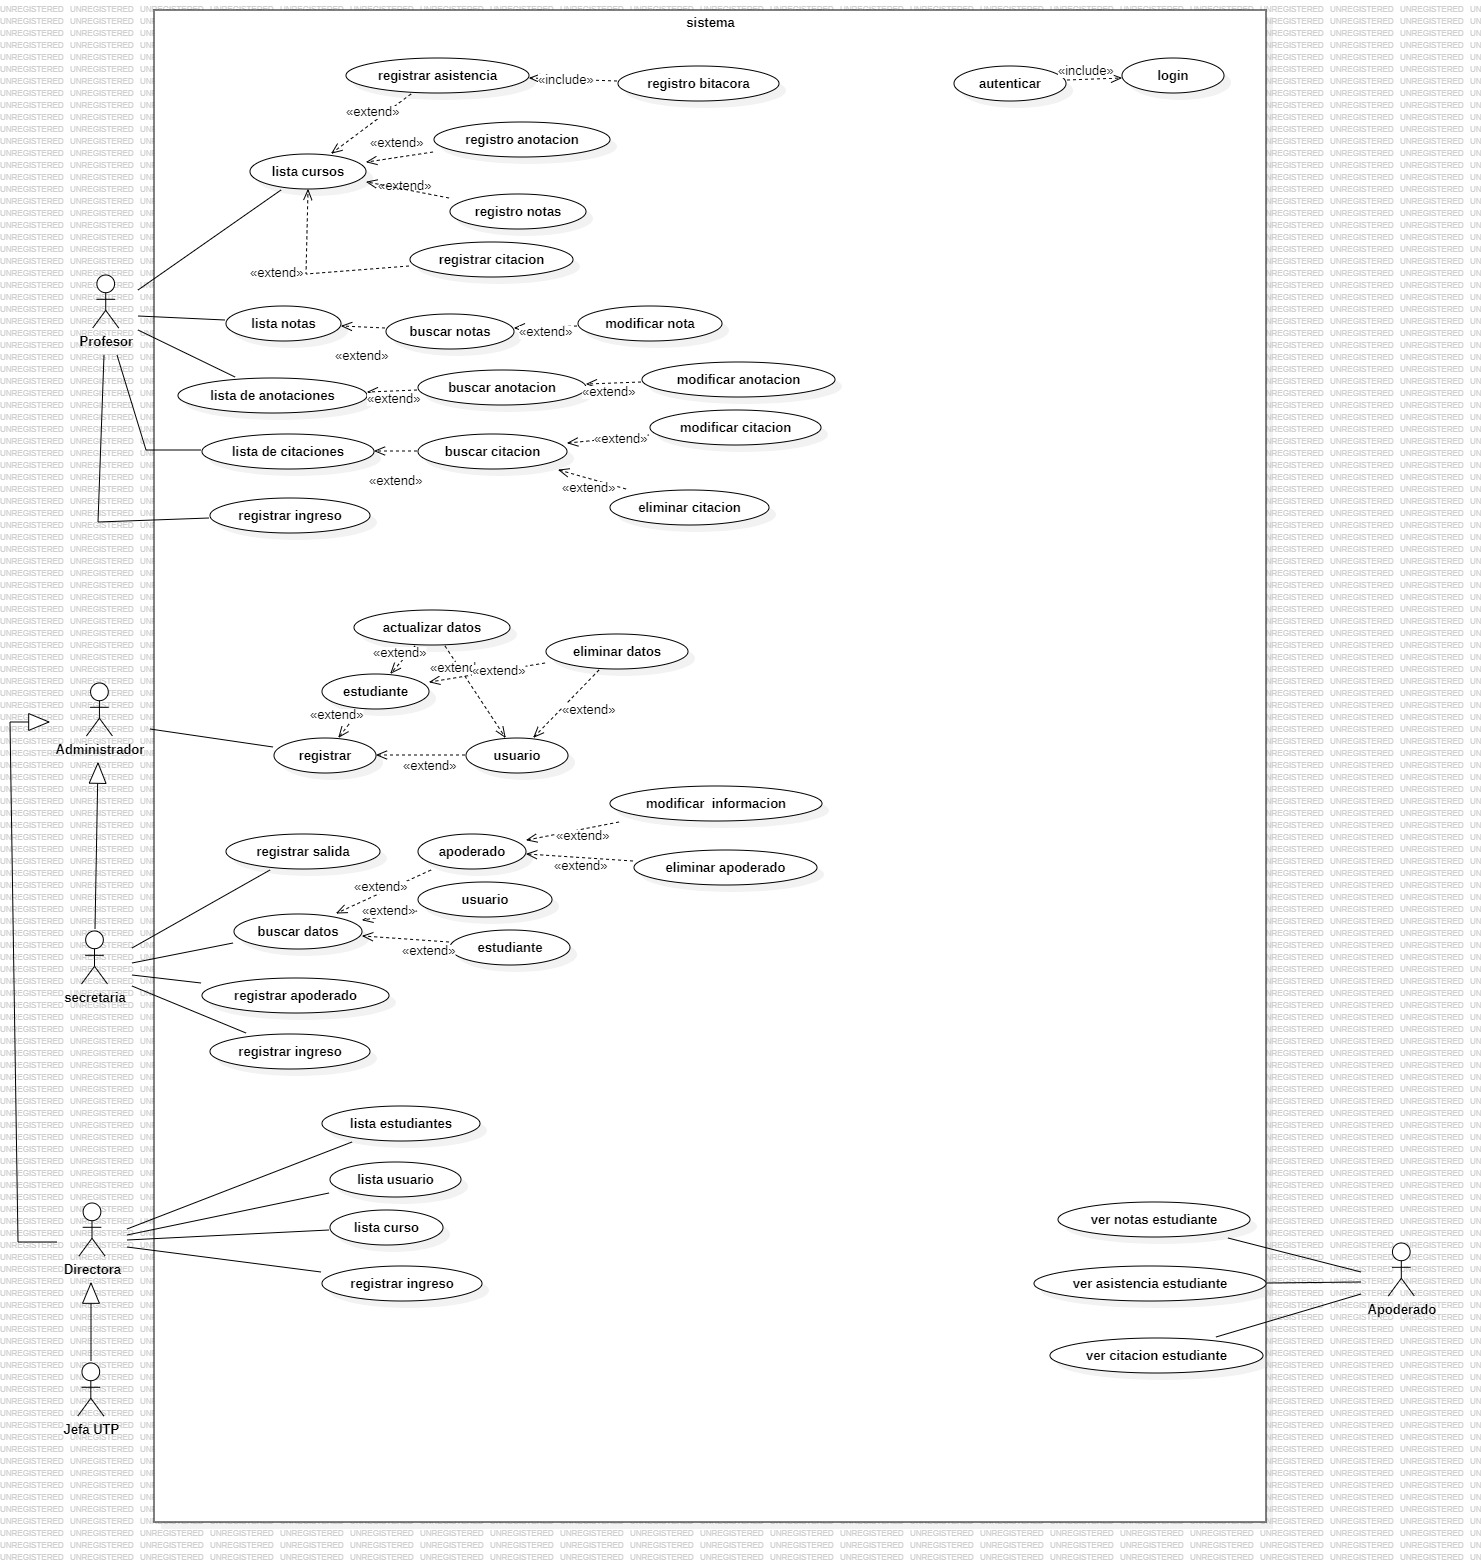 sistema
registrar asistencia
«include»
registro bitacora
autenticar
«include»
login
«extend»
registro anotacion
«extend»
lista cursos
«extend»
registro notas
registrar citacion
«extend»
Profesor
lista notas
buscar notas
«extend»
modificar nota
«extend»
lista de anotaciones
«extend»
buscar anotacion
«extend»
modificar anotacion
modificar citacion
lista de citaciones
buscar citacion
«extend»
«extend»
«extend»
eliminar citacion
registrar ingreso
actualizar datos
«extend»
eliminar datos
«extend»
«extend»
estudiante
«extend»
«extend»
Administrador
registrar
usuario
«extend»
modificar  informacion
registrar salida
apoderado
«extend»
«extend»
eliminar apoderado
«extend»
usuario
«extend»
buscar datos
«extend»
estudiante
secretaria
registrar apoderado
registrar ingreso
lista estudiantes
lista usuario
lista curso
Directora
registrar ingreso
ver notas estudiante
ver asistencia estudiante
Apoderado
ver citacion estudiante
Jefa UTP
UNREGISTERED